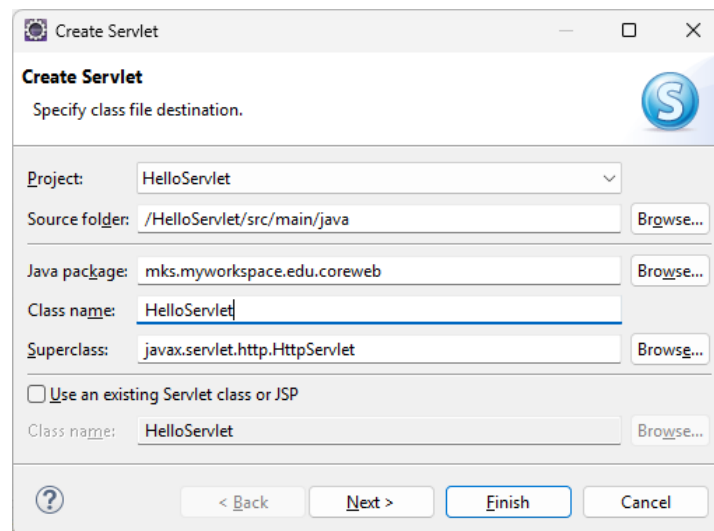 Create Servlet
Create Servlet
Specify class file destination.
S
Project: HelloServlet
Source folder: /HelloServlet/src/main/java Browse...
Java package: mks.myworkspace.edu.coreweb Browse...
Class name: HelloServlet
Superclass: javax.servlet.http.HttpServlet Browse...
Use an existing Servlet class or JSP
Class name: HelloServlet Browse...
? < Back Next > Finish Cancel